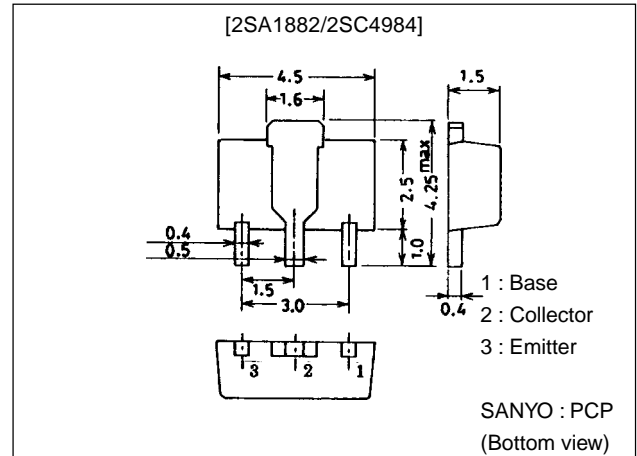 [2SA1882/2SC4984]
4.5
1.6
1.5
2.5
4.25max
0.4
0.5
1.0
1.5
3.0
0.4
1 : Base
2 : Collector
3 : Emitter
3 2 1
SANYO : PCP
(Bottom view)